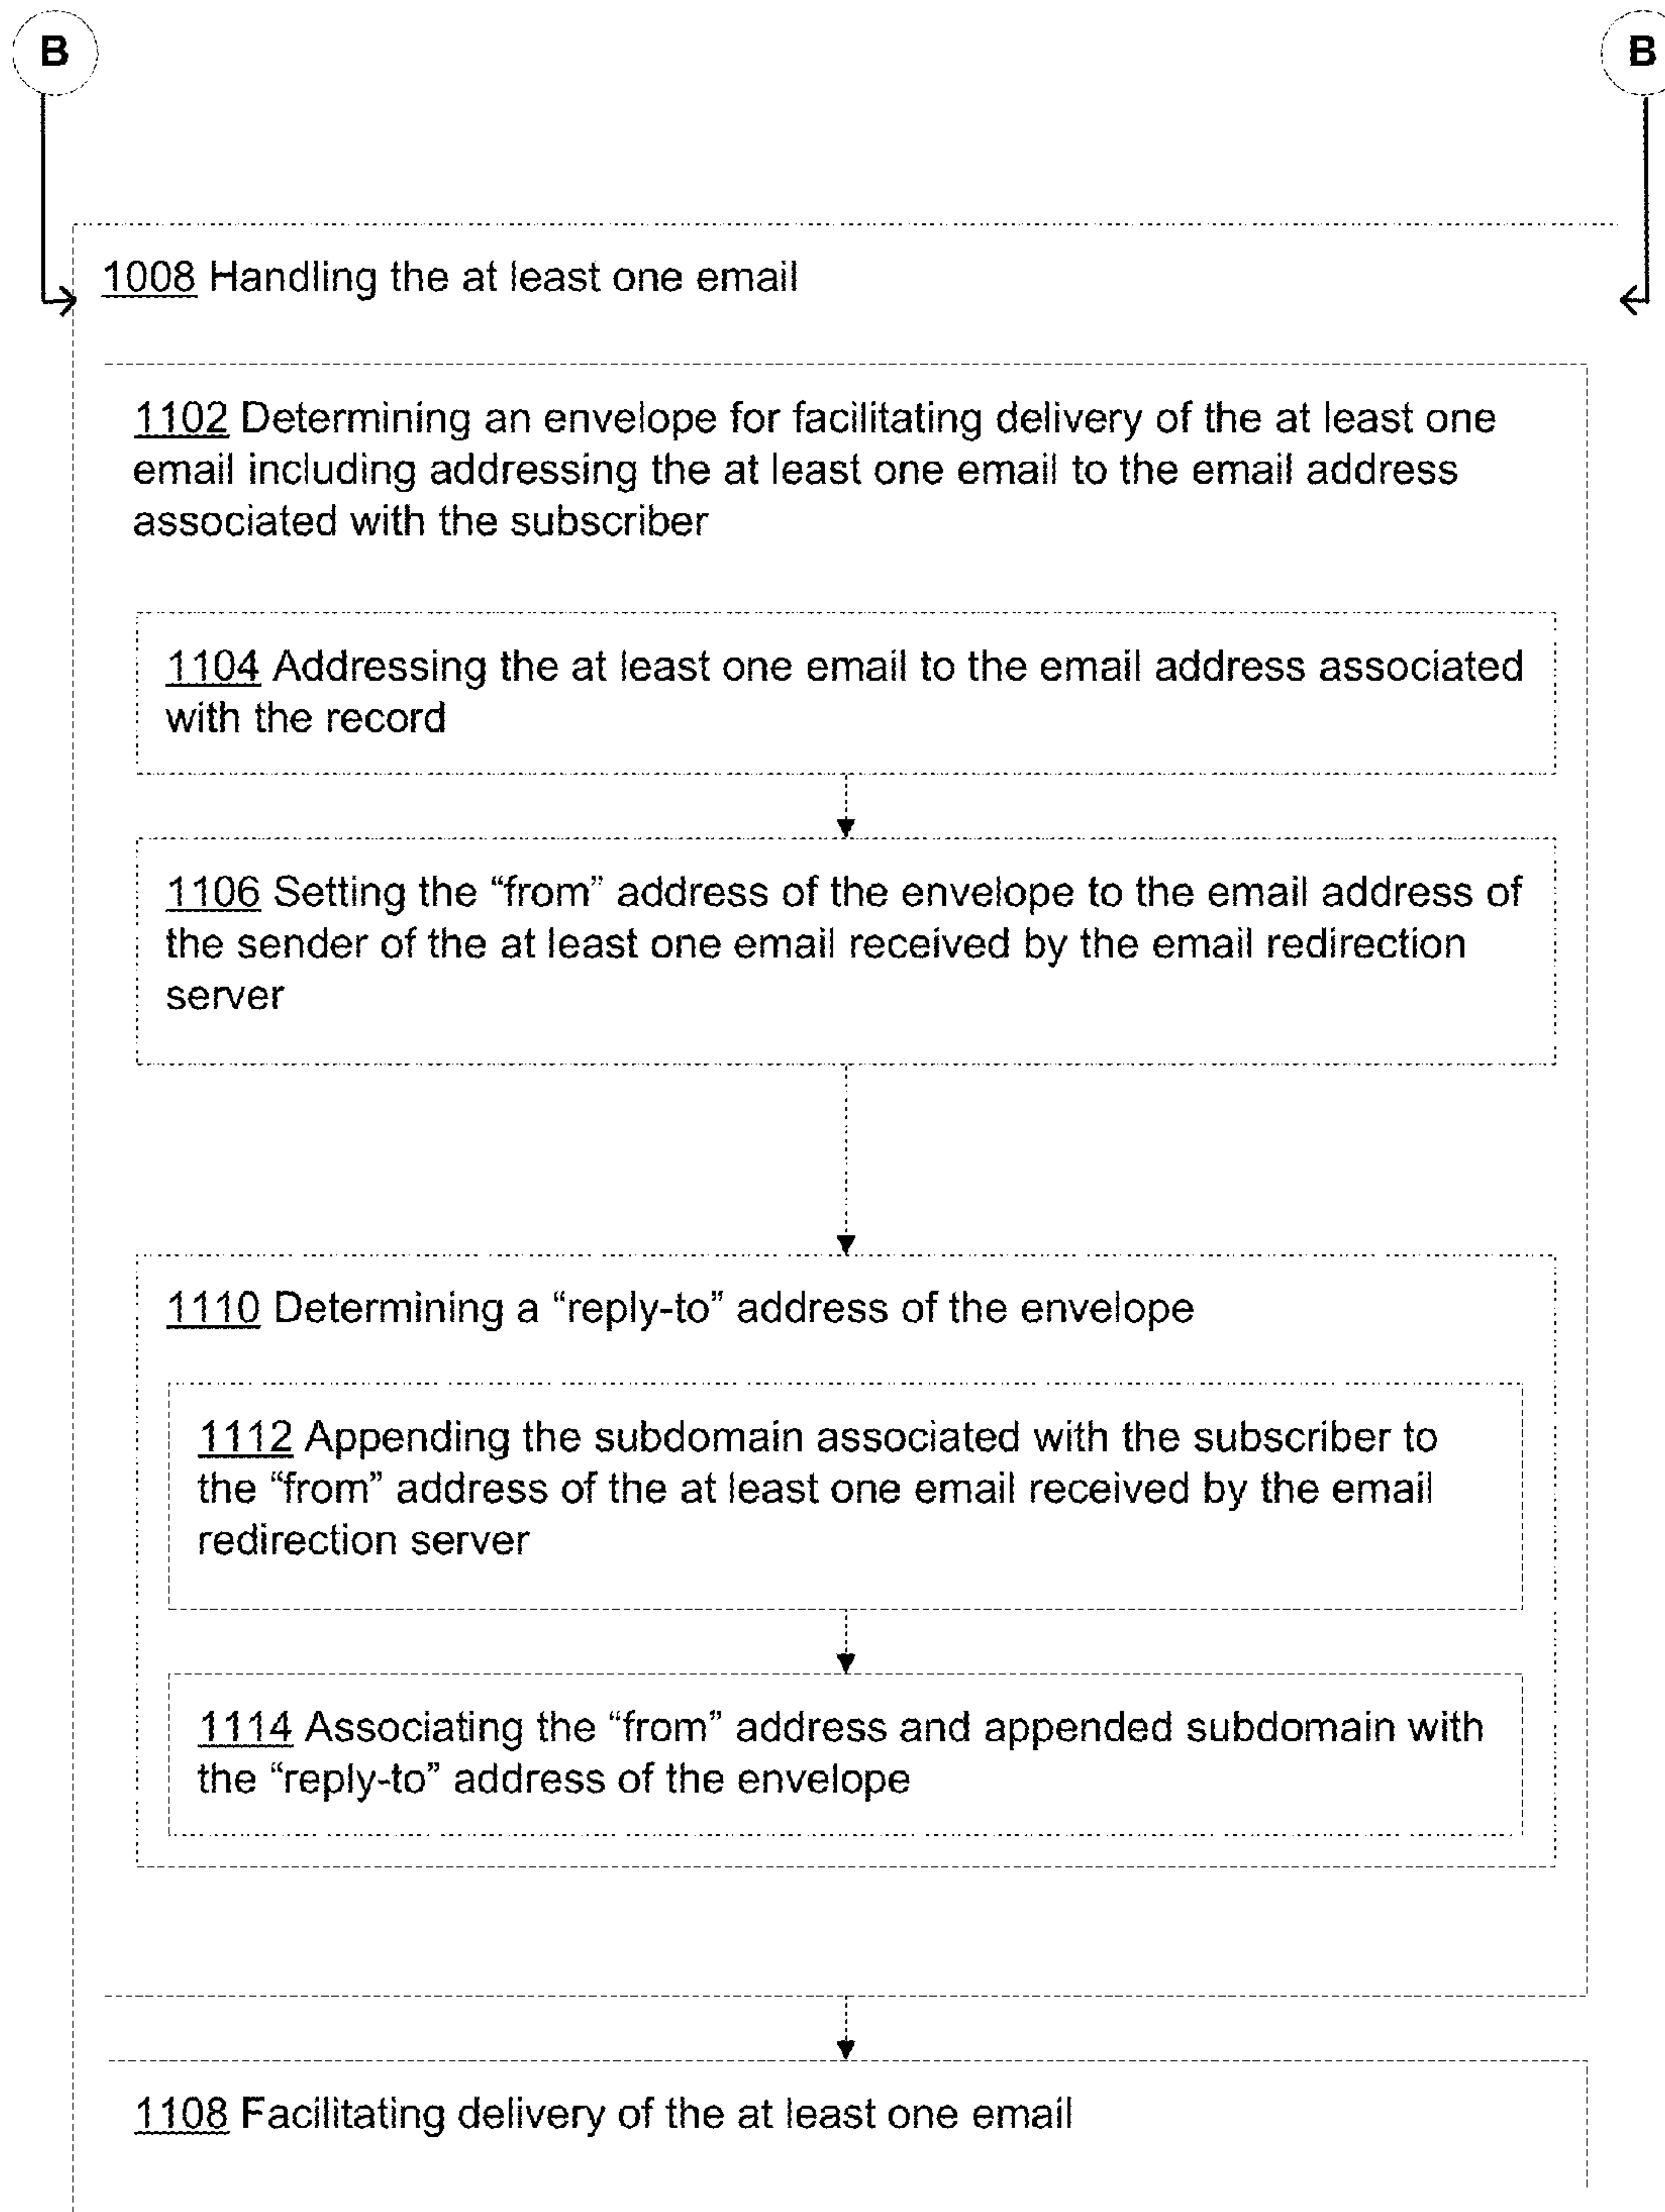 B
B
1008 Handling the at least one email
1102 Determining an envelope for facilitating delivery of the at least one
email including addressing the at least one email to the email address
associated with the subscriber
1104 Addressing the at least one email to the email address associated
with the record
1106 Setting the “from” address of the envelope to the email address of
the sender of the at least one email received by the email redirection
server
1110 Determining a “reply-to” address of the envelope
1112 Appending the subdomain associated with the subscriber to
the “from” address of the at least one email received by the email
redirection server
1114 Associating the “from” address and appended subdomain with
the “reply-to” address of the envelope
1108 Facilitating delivery of the at least one email